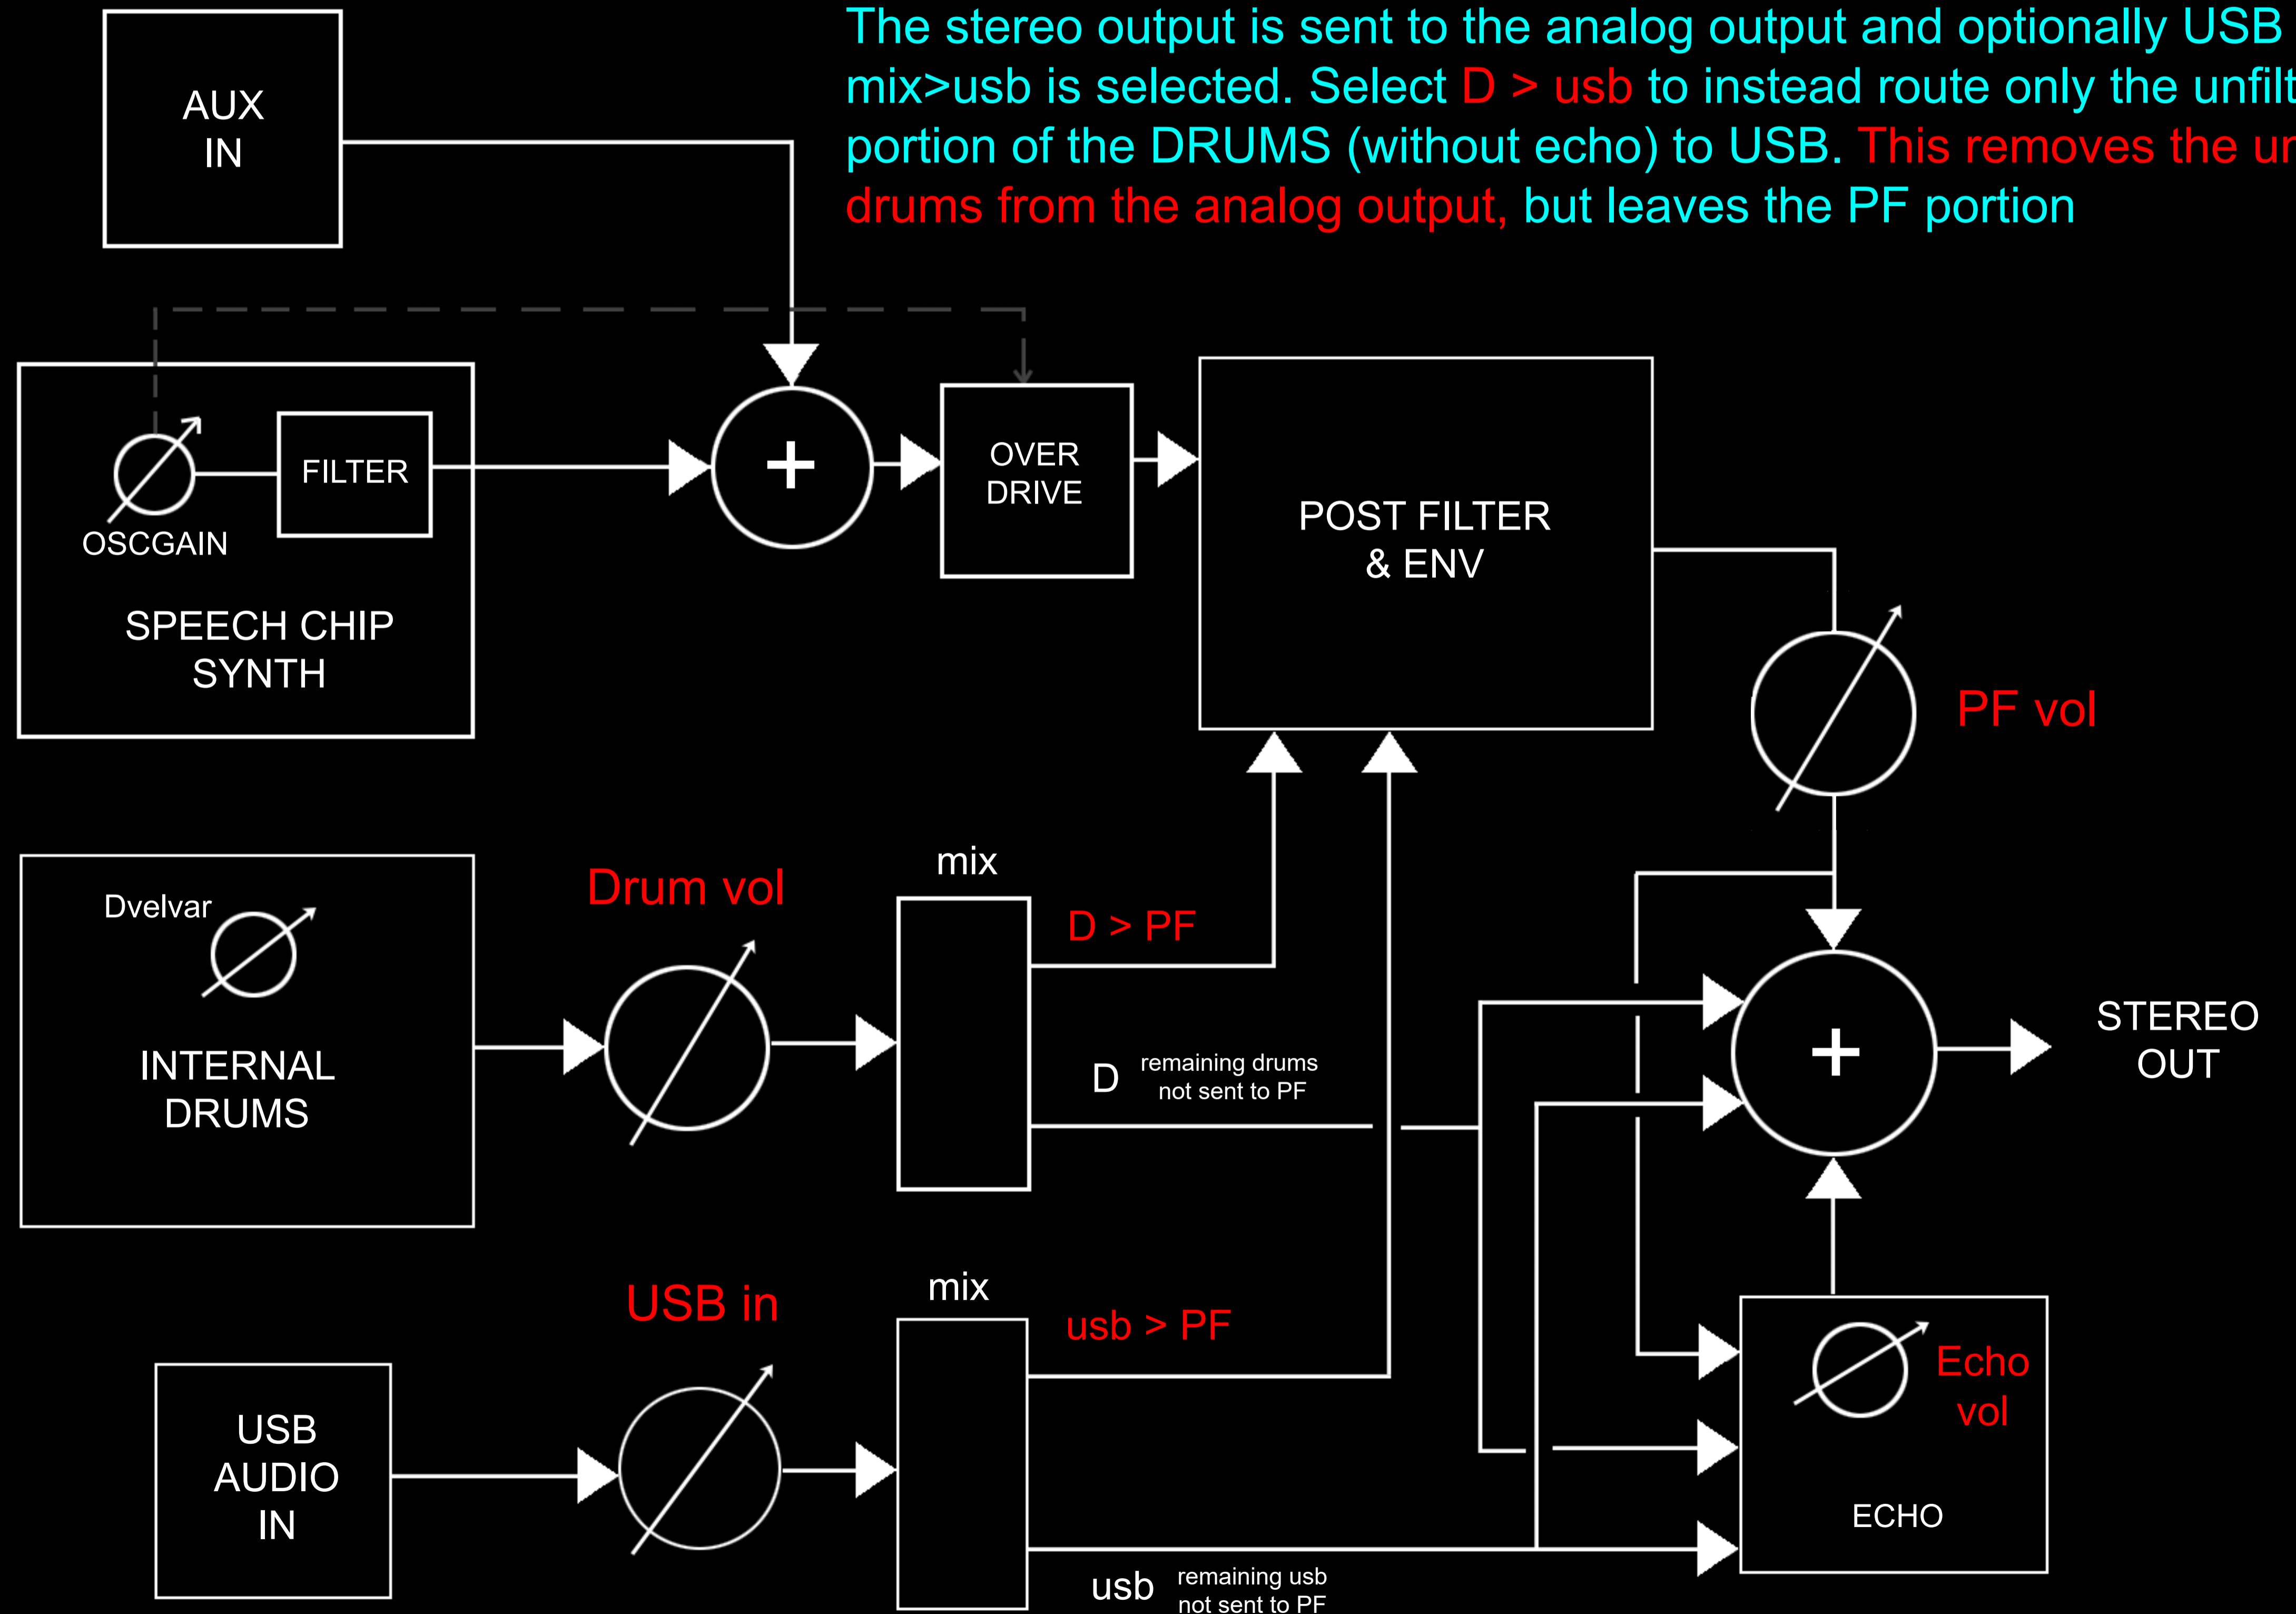 The stereo output is sent to the analog output and optionally USB
mix>usb is selected. Select D > usb to instead route only the
portion of the DRUMS (without echo) to USB. This removes the
drums from the analog output, but leaves the PF portion
AUX
IN
FILTER
OSCGAIN
SPEECH CHIP
SYNTH
+
OVER
DRIVE
POST FILTER
& ENV
PF vol
Dvelvar
INTERNAL
DRUMS
Drum vol
mix
D > PF
D
remaining drums
not sent to PF
+
STEREO
OUT
USB
AUDIO
IN
USB in
mix
usb > PF
usb
remaining usb
not sent to PF
Echo
vol
ECHO